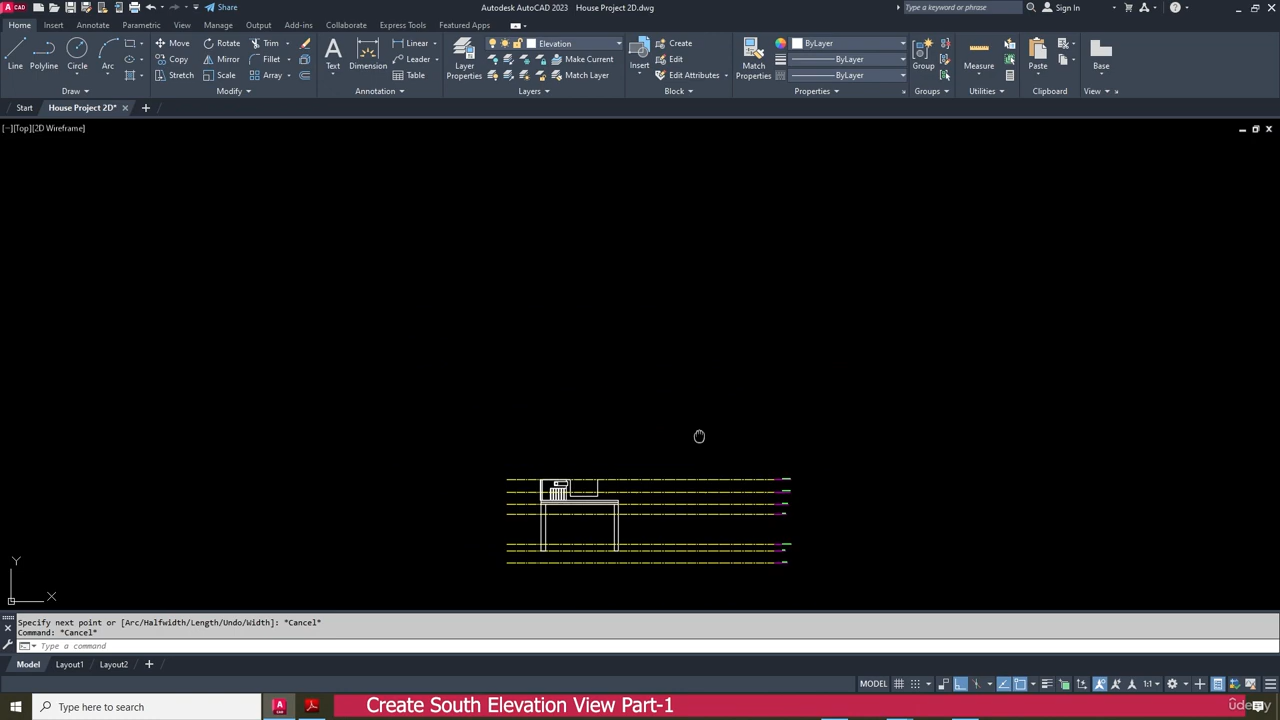 Share
Autodesk AutoCAD 2023 House Project 2D.dwg
Type a keyword or phrase
Sign In
Home Insert Annotate Parametric View Manage Output Add-ins Collaborate Express Tools Featured Apps
Line
Polyline
Circle
Arc
Move
Copy
Stretch
Rotate
Mirror
Scale
Trim
Fillet
Array
Text
Dimension
Linear
Leader
Table
Layer
Properties
Elevation
Make Current
Match Layer
Insert
Create
Edit
Edit Attributes
Match
Properties
ByLayer
ByLayer
ByLayer
Group
Measure
Paste
Base
Draw
Modify
Annotation
Layers
Block
Properties
Groups
Utilities
Clipboard
View
Start
House Project 2D*
[−][Top][2D Wireframe]
Y
X
Specify next point or [Arc/Halfwidth/Length/Undo/Width]: *Cancel*
Command: *Cancel*
Type a command
Model
Layout1
Layout2
MODEL
1:1
Type here to search
Create South Elevation View Part-1
ûdemy